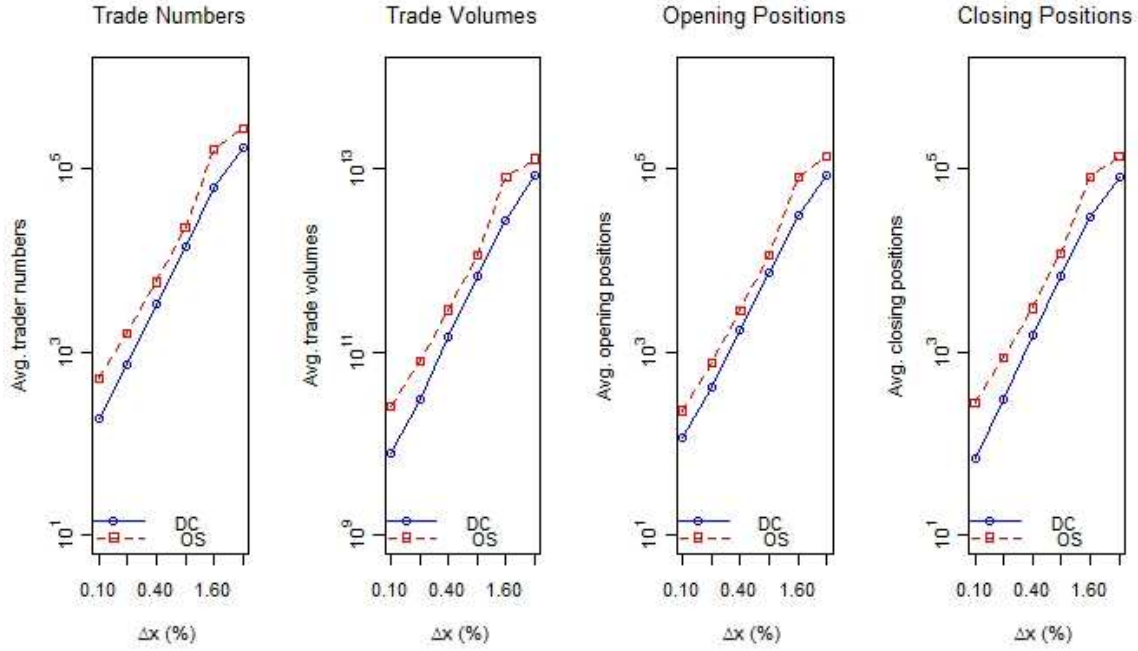 Trade Numbers
Avg. trader numbers
10^5
10^3
10^1
DC
OS
0.10 0.40 1.60
Δx (%)
Trade Volumes
Avg. trade volumes
10^13
10^11
10^9
DC
OS
0.10 0.40 1.60
Δx (%)
Opening Positions
Avg. opening positions
10^5
10^3
10^1
DC
OS
0.10 0.40 1.60
Δx (%)
Closing Positions
Avg. closing positions
10^5
10^3
10^1
DC
OS
0.10 0.40 1.60
Δx (%)